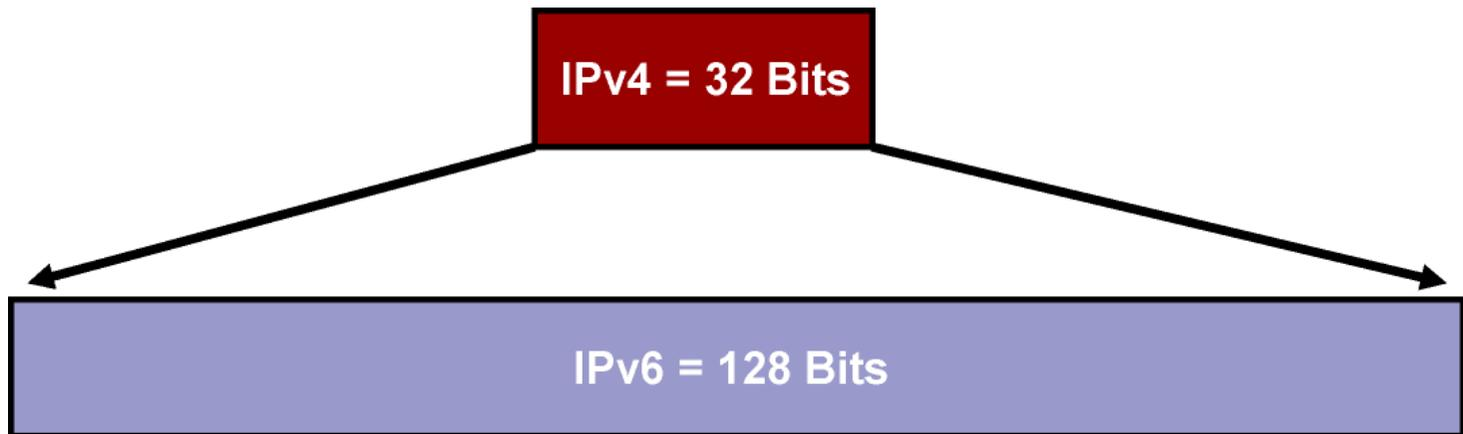 IPv4 = 32 Bits
IPv6 = 128 Bits